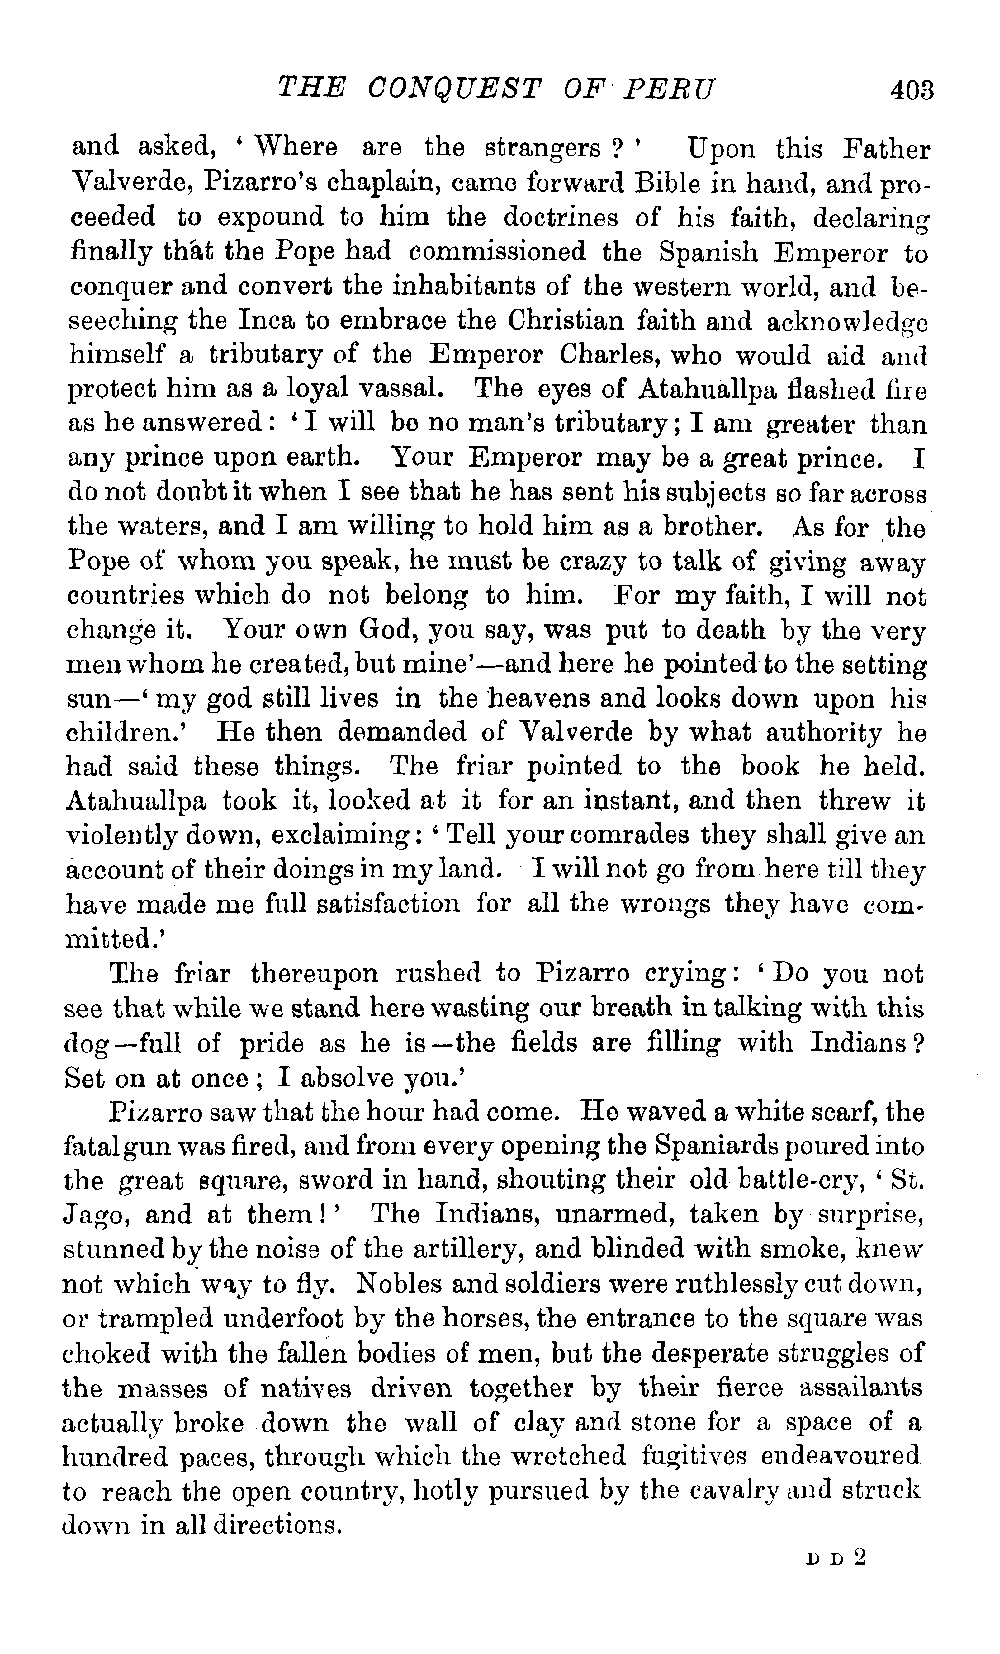 THE CONQUEST OF PERU 403
and asked, ‘ Where are the strangers ? ’ Upon this Father
Valverde, Pizarro’s chaplain, came forward Bible in hand, and pro-
ceeded to expound to him the doctrines of his faith, declaring
finally that the Pope had commissioned the Spanish Emperor to
conquer and convert the inhabitants of the western world, and be-
seeching the Inca to embrace the Christian faith and acknowledge
himself a tributary of the Emperor Charles, who would aid and
protect him as a loyal vassal. The eyes of Atahuallpa flashed fire
as he answered: ‘ I will be no man’s tributary; I am greater than
any prince upon earth. Your Emperor may be a great prince. I
do not doubt it when I see that he has sent his subjects so far across
the waters, and I am willing to hold him as a brother. As for the
Pope of whom you speak, he must be crazy to talk of giving away
countries which do not belong to him. For my faith, I will not
change it. Your own God, you say, was put to death by the very
men whom he created, but mine’—and here he pointed to the setting
sun—‘ my god still lives in the heavens and looks down upon his
children.’ He then demanded of Valverde by what authority he
had said these things. The friar pointed to the book he held.
Atahuallpa took it, looked at it for an instant, and then threw it
violently down, exclaiming: ‘ Tell your comrades they shall give an
account of their doings in my land. I will not go from here till they
have made me full satisfaction for all the wrongs they have com-
mitted.’
The friar thereupon rushed to Pizarro crying: ‘ Do you not
see that while we stand here wasting our breath in talking with this
dog—full of pride as he is—the fields are filling with Indians ?
Set on at once ; I absolve you.’
Pizarro saw that the hour had come. He waved a white scarf, the
fatal gun was fired, and from every opening the Spaniards poured into
the great square, sword in hand, shouting their old battle-cry, ‘ St.
Jago, and at them! ’ The Indians, unarmed, taken by surprise,
stunned by the noise of the artillery, and blinded with smoke, knew
not which way to fly. Nobles and soldiers were ruthlessly cut down,
or trampled underfoot by the horses, the entrance to the square was
choked with the fallen bodies of men, but the desperate struggles of
the masses of natives driven together by their fierce assailants
actually broke down the wall of clay and stone for a space of a
hundred paces, through which the wretched fugitives endeavoured
to reach the open country, hotly pursued by the cavalry and struck
down in all directions.
D D 2